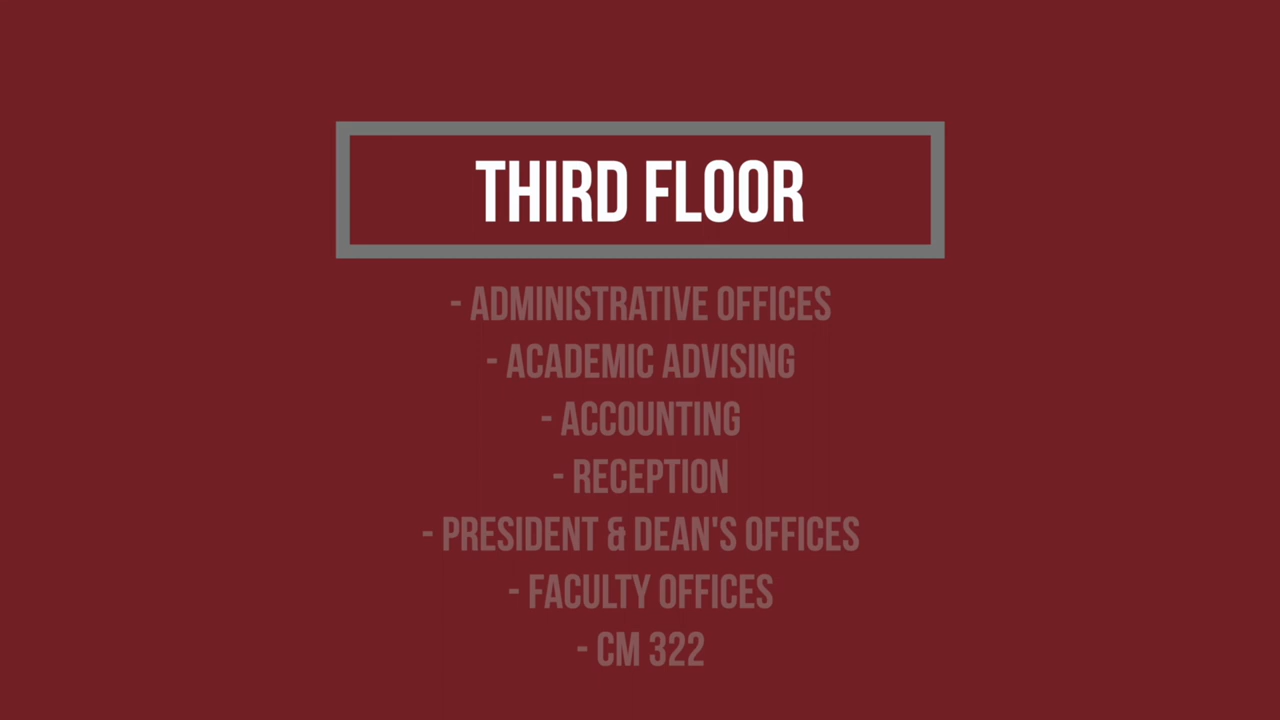 THIRD FLOOR
- ADMINISTRATIVE OFFICES
- ACADEMIC ADVISING
- ACCOUNTING
- RECEPTION
- PRESIDENT & DEAN'S OFFICES
- FACULTY OFFICES
- CM 322